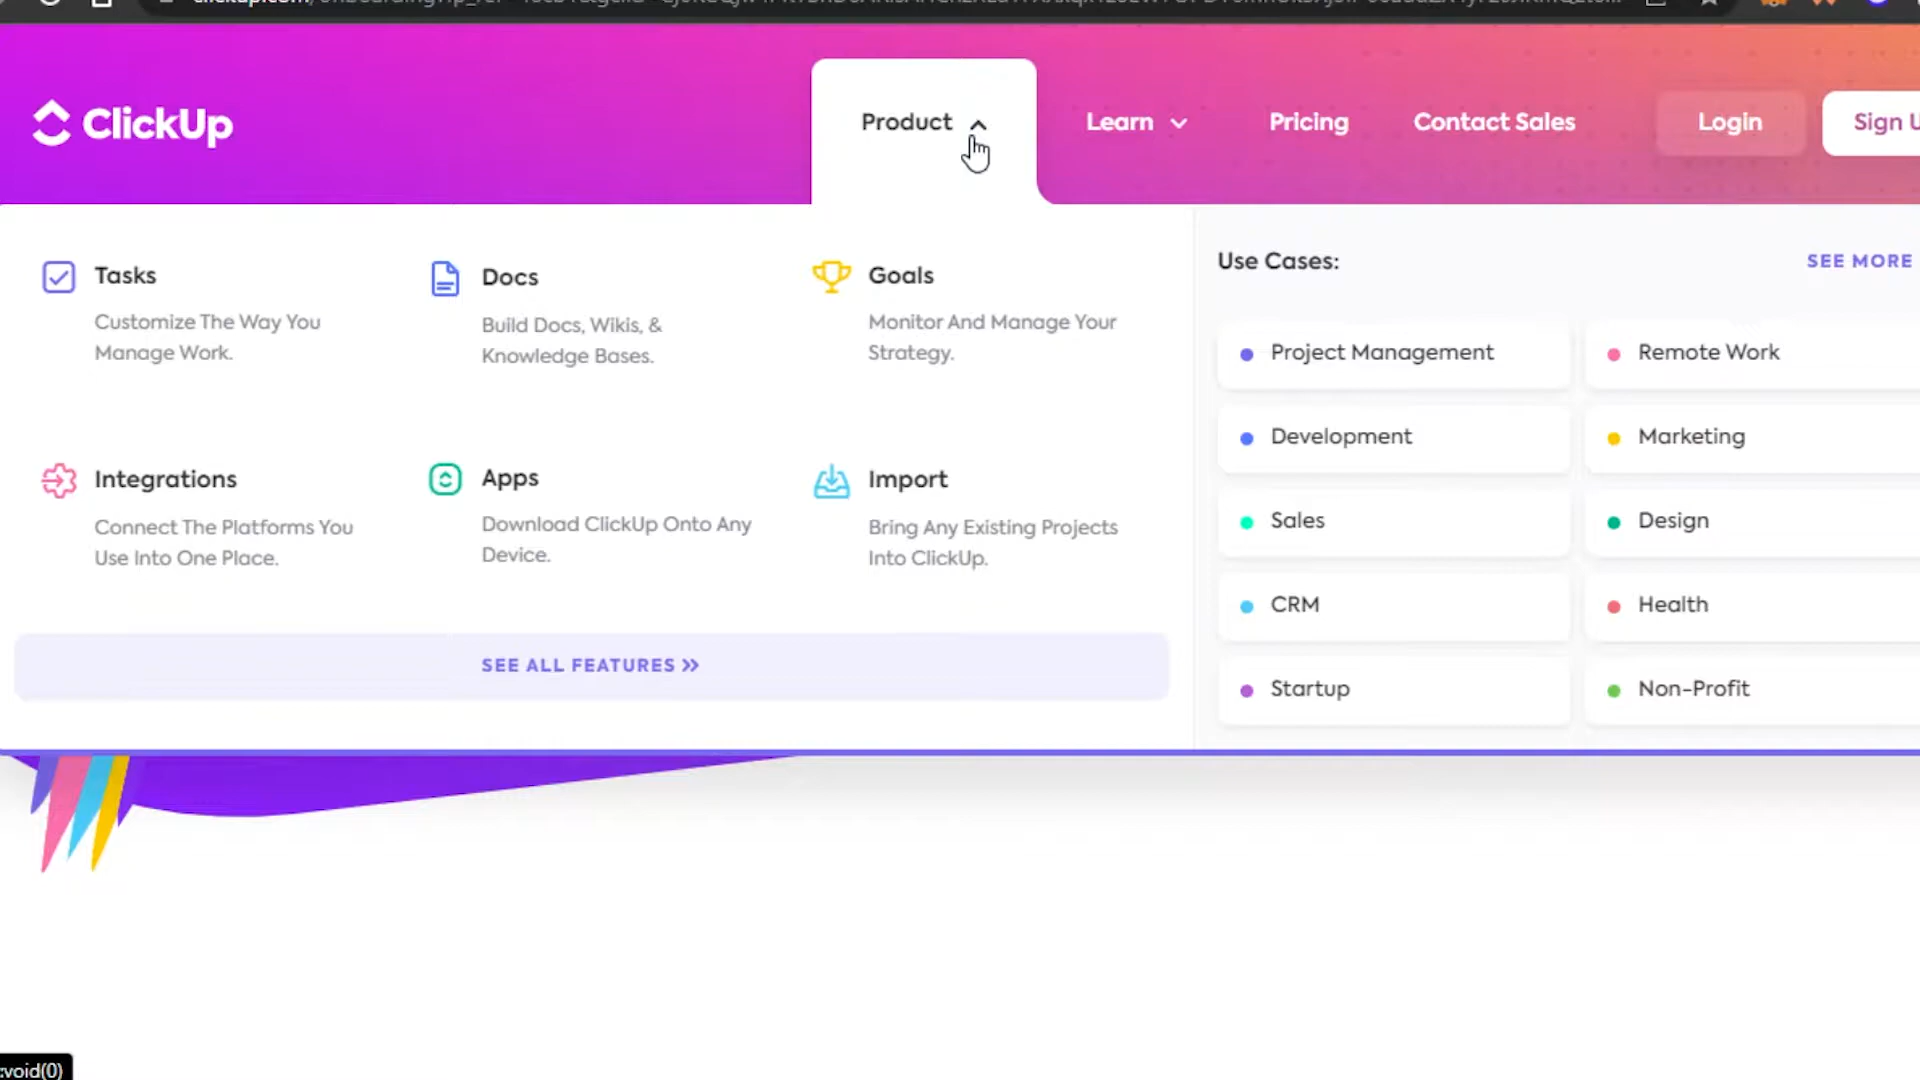 ClickUp
Product
Learn
Pricing
Contact Sales
Login
Sign U
Tasks
Customize The Way You
Manage Work.
Docs
Build Docs, Wikis, &
Knowledge Bases.
Goals
Monitor And Manage Your
Strategy.
Integrations
Connect The Platforms You
Use Into One Place.
Apps
Download ClickUp Onto Any
Device.
Import
Bring Any Existing Projects
Into ClickUp.
SEE ALL FEATURES >>
Use Cases:
SEE MORE
Project Management
Remote Work
Development
Marketing
Sales
Design
CRM
Health
Startup
Non-Profit
:void(0)